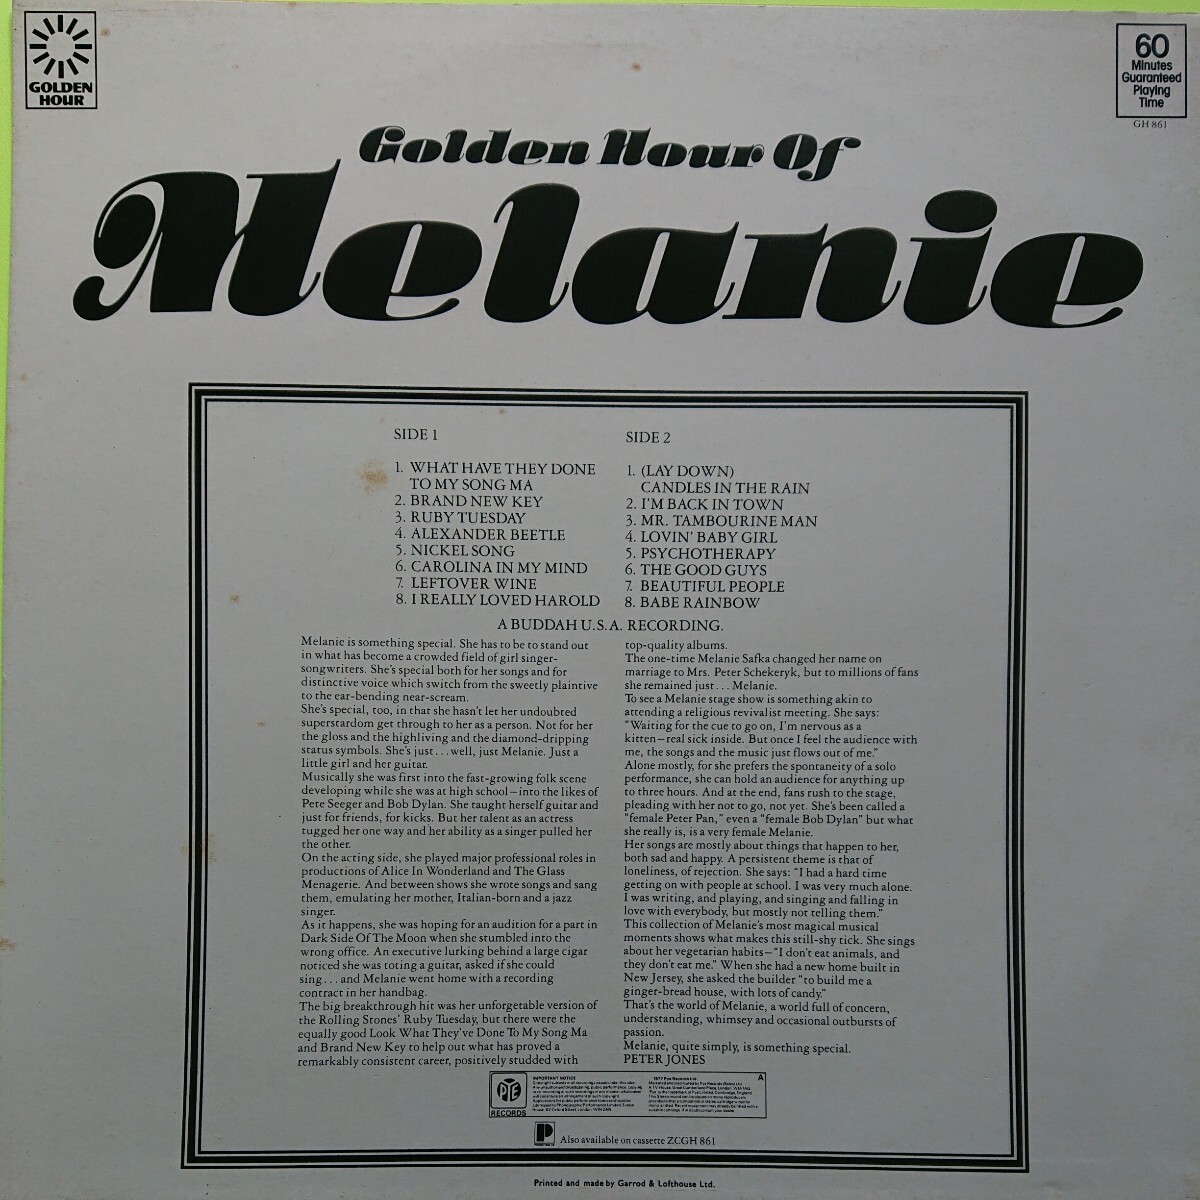 GOLDEN
HOUR
60
Minutes
Guaranteed
Playing
Time
GH 861
Golden Hour Of
Melanie
SIDE 1
1. WHAT HAVE THEY DONE
TO MY SONG MA
2. BRAND NEW KEY
3. RUBY TUESDAY
4. ALEXANDER BEETLE
5. NICKEL SONG
6. CAROLINA IN MY MIND
7. LEFTOVER WINE
8. I REALLY LOVED HAROLD
SIDE 2
1. (LAY DOWN)
CANDLES IN THE RAIN
2. I'M BACK IN TOWN
3. MR. TAMBOURINE MAN
4. LOVIN' BABY GIRL
5. PSYCHOTHERAPY
6. THE GOOD GUYS
7. BEAUTIFUL PEOPLE
8. BABE RAINBOW
A BUDDAH U.S.A. RECORDING.
Melanie is something special. She has to be to stand out
in what has become a crowded field of girl singer-
songwriters. She's special both for her songs and for
distinctive voice which switch from the sweetly plaintive
to the ear-bending near-scream.
She's special, too, in that she hasn't let her undoubted
superstardom get through to her as a person. Not for her
the gloss and the highliving and the diamond-dripping
status symbols. She's just...well, just Melanie. Just a
little girl and her guitar.
Musically she was first into the fast-growing folk scene
developing while she was at high school—into the likes of
Pete Seeger and Bob Dylan. She taught herself guitar and
just for friends, for kicks. But her talent as an actress
tugged her one way and her ability as a singer pulled her
the other.
On the acting side, she played major professional roles in
productions of Alice In Wonderland and The Glass
Menagerie. And between shows she wrote songs and sang
them, emulating her mother, Italian-born and a jazz
singer.
As it happens, she was hoping for an audition for a part in
Dark Side Of The Moon when she stumbled into the
wrong office. An executive lurking behind a large cigar
noticed she was toting a guitar, asked if she could
sing... and Melanie went home with a recording
contract in her handbag.
The big breakthrough hit was her unforgetable version of
the Rolling Stones' Ruby Tuesday, but there were the
equally good Look What They've Done To My Song Ma
and Brand New Key to help out what has proved a
remarkably consistent career, positively studded with
top-quality albums.
The one-time Melanie Safka changed her name on
marriage to Mrs. Peter Schekeryk, but to millions of fans
she remained just... Melanie.
To see a Melanie stage show is something akin to
attending a religious revivalist meeting. She says:
"Waiting for the cue to go on, I'm nervous as a
kitten—real sick inside. But once I feel the audience with
me, the songs and the music just flows out of me."
Alone mostly, for she prefers the spontaneity of a solo
performance, she can hold an audience for anything up
to three hours. And at the end, fans rush to the stage,
pleading with her not to go, not yet. She's been called a
"female Peter Pan," even a "female Bob Dylan" but what
she really is, is a very female Melanie.
Her songs are mostly about things that happen to her,
both sad and happy. A persistent theme is that of
loneliness, of rejection. She says: "I had a hard time
getting on with people at school. I was very much alone.
I was writing, and playing, and singing and falling in
love with everybody, but mostly not telling them."
This collection of Melanie's most magical musical
moments shows what makes this still-shy tick. She sings
about her vegetarian habits—"I don't eat animals, and
they don't eat me." When she had a new home built in
New Jersey, she asked the builder "to build me a
ginger-bread house, with lots of candy."
That's the world of Melanie, a world full of concern,
understanding, whimsey and occasional outbursts of
passion.
Melanie, quite simply, is something special.
PETER JONES
PYE
RECORDS
IMPORTANT NOTICE
1977 Pye Records Ltd
A
Also available on cassette ZCGH 861
Printed and made by Garrod & Lofthouse Ltd.